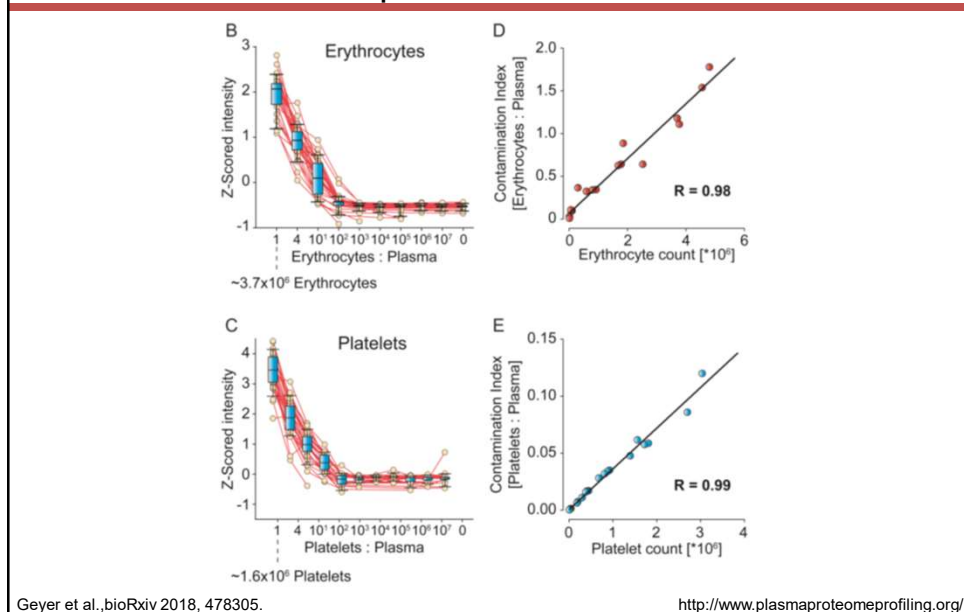 B
Erythrocytes
Z-Scored intensity
3
2
1
0
-1
1 4 10¹ 10² 10³ 10⁴ 10⁵ 10⁶ 10⁷ 0
Erythrocytes : Plasma
~3.7x10⁶ Erythrocytes
D
Contamination Index
[Erythrocytes : Plasma]
2.0
1.5
1.0
0.5
0
R = 0.98
0 2 4 6
Erythrocyte count [*10⁶]
C
Platelets
Z-Scored intensity
4
3
2
1
0
-1
1 4 10¹ 10² 10³ 10⁴ 10⁵ 10⁶ 10⁷ 0
Platelets : Plasma
~1.6x10⁶ Platelets
E
Contamination Index
[Platelets : Plasma]
0.15
0.10
0.05
0.00
R = 0.99
0 1 2 3 4
Platelet count [*10⁶]
Geyer et al.,bioRxiv 2018, 478305.
http://www.plasmaproteomeprofiling.org/